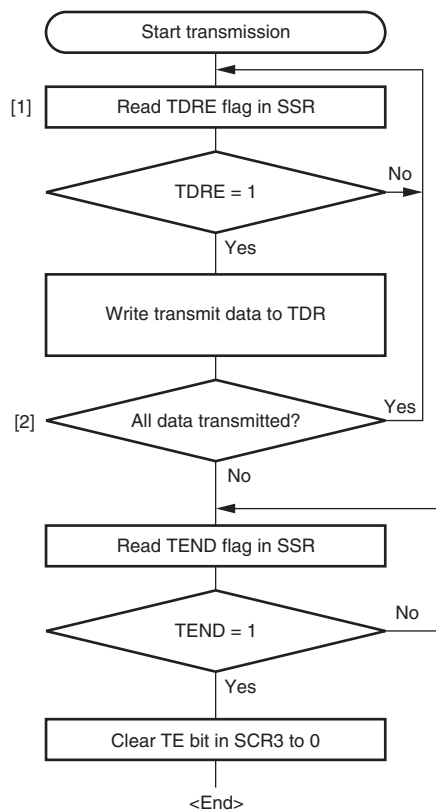 Start transmission
[1]
Read TDRE flag in SSR
No
TDRE = 1
Yes
Write transmit data to TDR
[2]
All data transmitted?
Yes
No
Read TEND flag in SSR
No
TEND = 1
Yes
Clear TE bit in SCR3 to 0
<End>